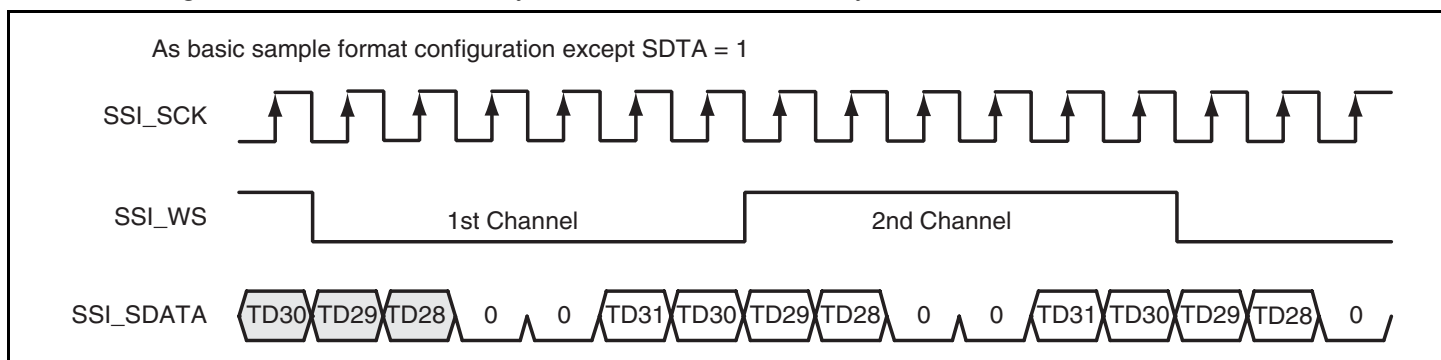 As basic sample format configuration except SDTA = 1
SSI_SCK
SSI_WS 1st Channel 2nd Channel
SSI_SDATA TD30 TD29 TD28 0 0 TD31 TD30 TD29 TD28 0 0 TD31 TD30 TD29 TD28 0